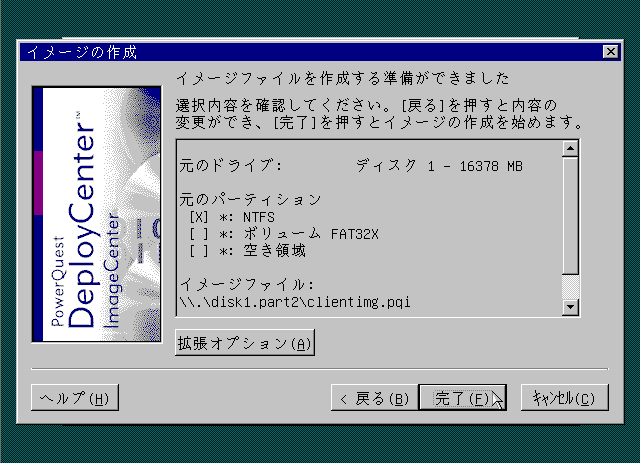 イメージの作成
PowerQuest
DeployCenter™
ImageCenter
イメージファイルを作成する準備ができました
選択内容を確認してください。[戻る]を押すと内容の
変更ができ、[完了]を押すとイメージの作成を始めます。
元のドライブ: ディスク 1 - 16378 MB
元のパーティション
[X] *: NTFS
[ ] *: ボリューム FAT32X
[ ] *: 空き領域
イメージファイル:
\\.\disk1.part2\clientimg.pqi
拡張オプション(A)
ヘルプ(H)
< 戻る(B)
完了(F)
ｷｬﾝｾﾙ(C)